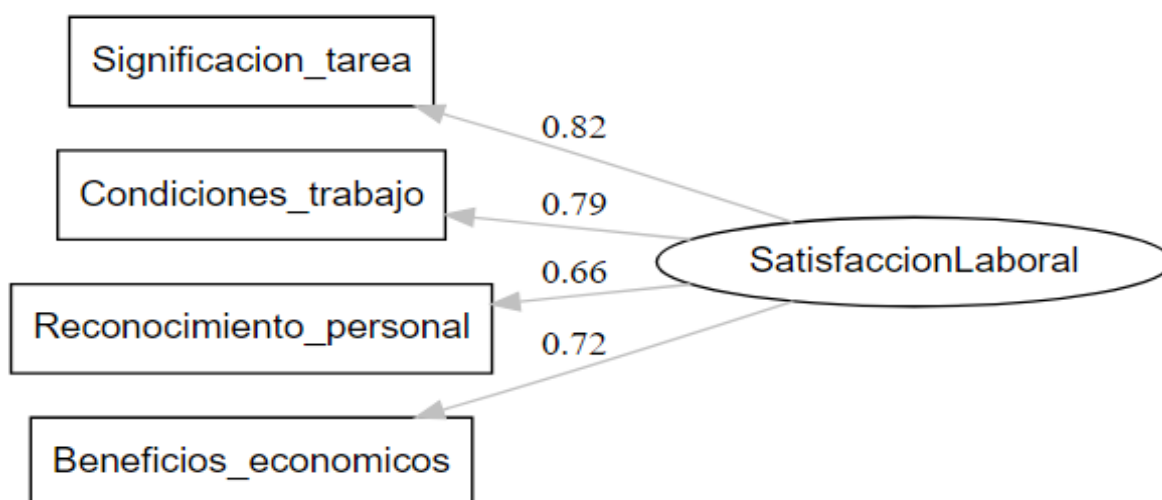 Significacion_tarea
0.82
Condiciones_trabajo
0.79
SatisfaccionLaboral
0.66
Reconocimiento_personal
0.72
Beneficios_economicos